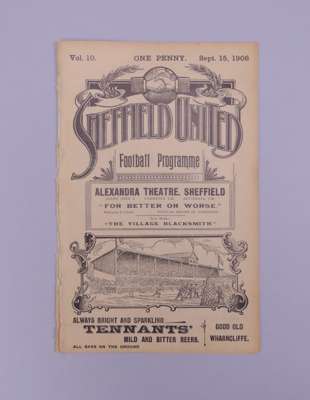 Vol. 10. ONE PENNY. Sept. 15, 1906
SHEFFIELD UNITED
Football Programme
ALEXANDRA THEATRE, SHEFFIELD
"FOR BETTER OR WORSE."
"THE VILLAGE BLACKSMITH"
ALWAYS BRIGHT AND SPARKLING
TENNANTS'
MILD AND BITTER BEERS.
ALL BARS ON THE GROUND
GOOD OLD
WHARNCLIFFE.